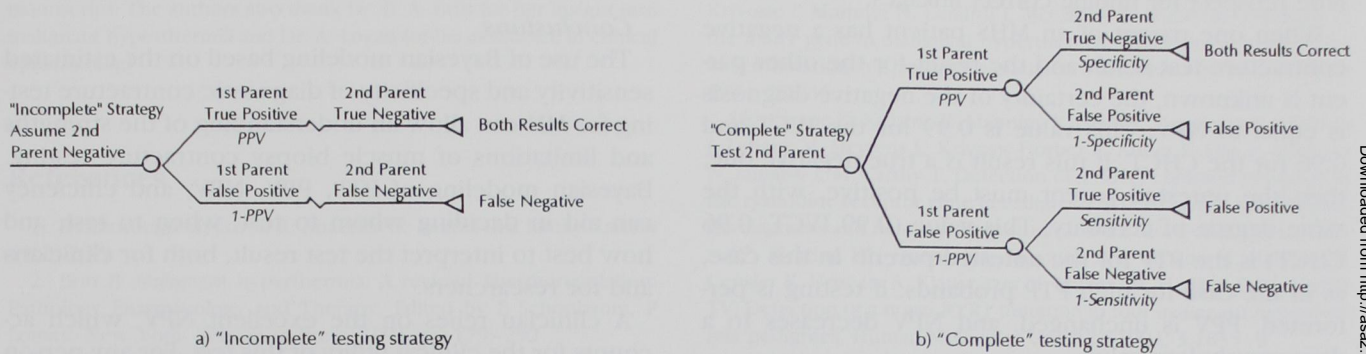 "Incomplete" Strategy
Assume 2nd
Parent Negative
1st Parent
True Positive
PPV
2nd Parent
True Negative
Both Results Correct
1st Parent
False Positive
1-PPV
2nd Parent
False Negative
False Negative
a) "Incomplete" testing strategy
"Complete" Strategy
Test 2nd Parent
1st Parent
True Positive
PPV
2nd Parent
True Negative
Specificity
Both Results Correct
2nd Parent
False Positive
1-Specificity
False Positive
1st Parent
False Positive
1-PPV
2nd Parent
True Positive
Sensitivity
False Positive
2nd Parent
False Negative
1-Sensitivity
False Negative
b) "Complete" testing strategy
Downloaded from http://